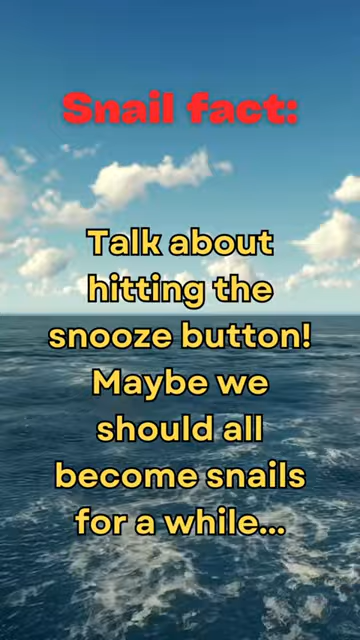 Snail fact:
Talk about
hitting the
snooze button!
Maybe we
should all
become snails
for a while...